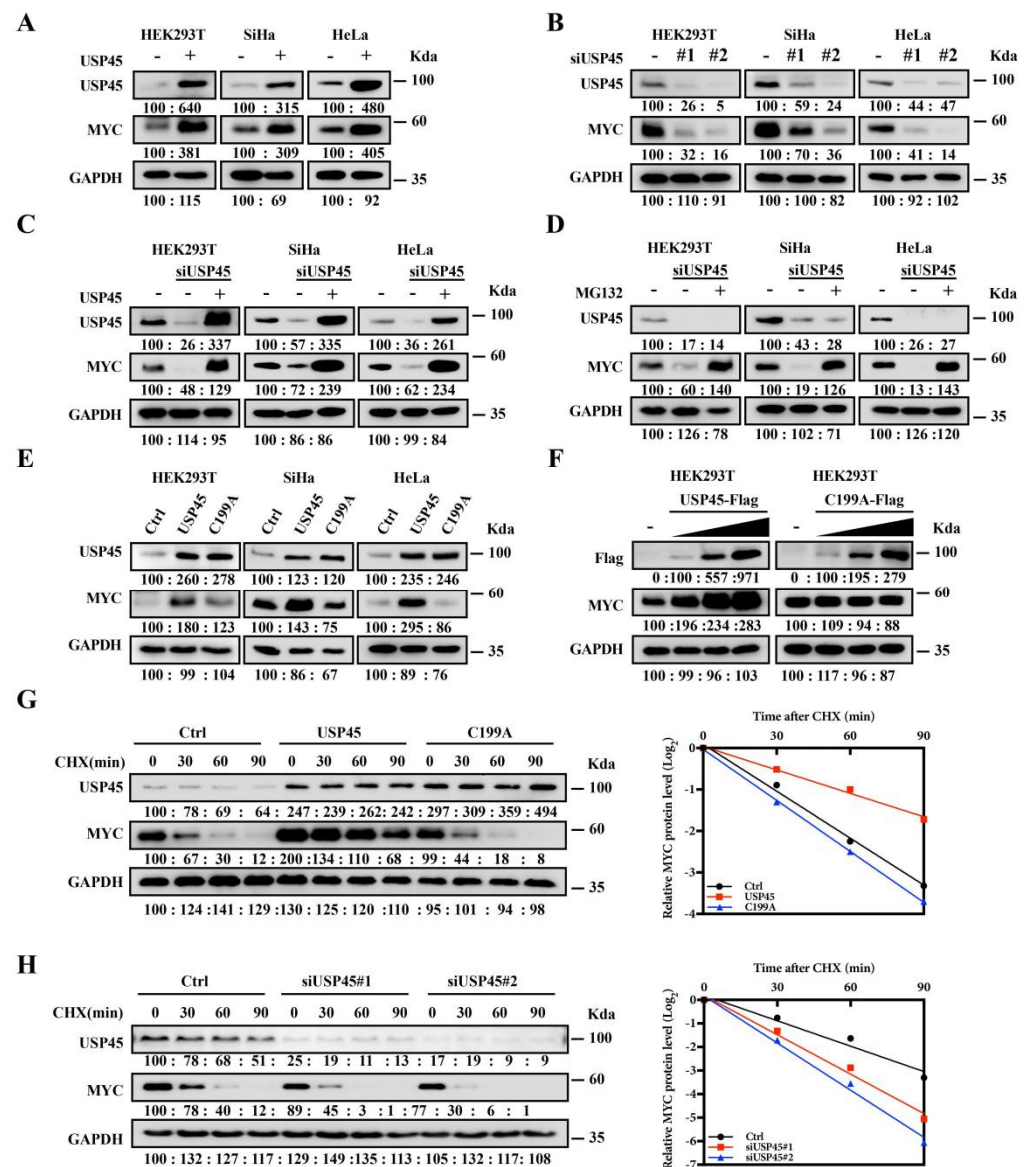 A
HEK293T SiHa HeLa
USP45 - + - + - + Kda
USP45 100
100 : 640 100 : 315 100 : 480
MYC 60
100 : 381 100 : 309 100 : 405
GAPDH 35
100 : 115 100 : 69 100 : 92
B
HEK293T SiHa HeLa
siUSP45 - #1 #2 - #1 #2 - #1 #2 Kda
USP45 100
100 : 26 : 5 100 : 59 : 24 100 : 44 : 47
MYC 60
100 : 32 : 16 100 : 70 : 36 100 : 41 : 14
GAPDH 35
100 : 110 : 91 100 : 100 : 82 100 : 92 : 102
C
HEK293T SiHa HeLa
siUSP45 siUSP45 siUSP45
USP45 - - + - - + - - + Kda
USP45 100
100 : 26 : 337 100 : 57 : 335 100 : 36 : 261
MYC 60
100 : 48 : 129 100 : 72 : 239 100 : 62 : 234
GAPDH 35
100 : 114 : 95 100 : 86 : 86 100 : 99 : 84
D
HEK293T SiHa HeLa
siUSP45 siUSP45 siUSP45
MG132 - - + - - + - - + Kda
USP45 100
100 : 17 : 14 100 : 43 : 28 100 : 26 : 27
MYC 60
100 : 60 : 140 100 : 19 : 126 100 : 13 : 143
GAPDH 35
100 : 126 : 78 100 : 102 : 71 100 : 126 :120
E
HEK293T SiHa HeLa
Ctrl USP45 C199A Ctrl USP45 C199A Ctrl USP45 C199A Kda
USP45 100
100 : 260 : 278 100 : 123 : 120 100 : 235 : 246
MYC 60
100 : 180 : 123 100 : 143 : 75 100 : 295 : 86
GAPDH 35
100 : 99 : 104 100 : 86 : 67 100 : 89 : 76
F
HEK293T HEK293T
USP45-Flag C199A-Flag
- - Kda
Flag 100
0 :100 : 557 :971 0 : 100 :195 : 279
MYC 60
100 :196 :234 : 283 100 : 109 : 94 : 88
GAPDH 35
100 : 99 : 96 : 103 100 : 117 : 96 : 87
G
Ctrl USP45 C199A
CHX(min) 0 30 60 90 0 30 60 90 0 30 60 90 Kda
USP45 100
100 : 78 : 69 : 64 : 247 : 239 : 262 : 242 : 297 : 309 : 359 : 494
MYC 60
100 : 67 : 30 : 12 : 200 :134 : 110 : 68 : 99 : 44 : 18 : 8
GAPDH 35
100 : 124 : 141 : 129 :130 : 125 : 120 : 110 : 95 : 101 : 94 : 98
Time after CHX (min)
0 30 60 90
Relative MYC protein level (Log2)
0
-1
-2
-3
-4
Ctrl
USP45
C199A
H
Ctrl siUSP45#1 siUSP45#2
CHX(min) 0 30 60 90 0 30 60 90 0 30 60 90 Kda
USP45 100
100 : 78 : 68 : 51 : 25 : 19 : 11 : 13 : 17 : 19 : 9 : 9
MYC 60
100 : 78 : 40 : 12 : 89 : 45 : 3 : 1 : 77 : 30 : 6 : 1
GAPDH 35
100 : 132 : 127 : 117 : 129 : 149 : 135 : 113 : 105 : 132 : 117 : 108
Time after CHX (min)
0 30 60 90
Relative MYC protein level (Log2)
0
-1
-2
-3
-4
-5
-6
-7
Ctrl
siUSP45#1
siUSP45#2